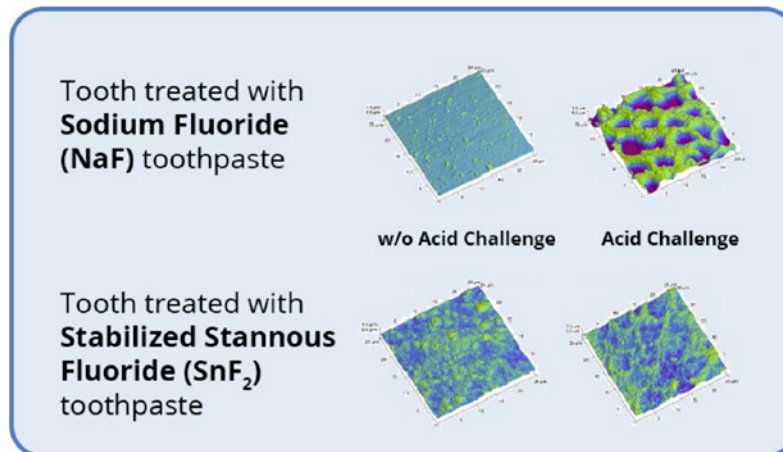 Tooth treated with
Sodium Fluoride
(NaF) toothpaste
w/o Acid Challenge
Acid Challenge
Tooth treated with
Stabilized Stannous
Fluoride (SnF₂)
toothpaste